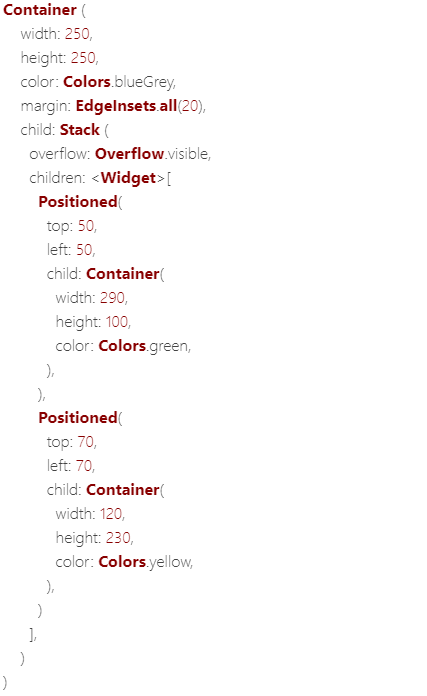 Container (
width: 250,
height: 250,
color: Colors.blueGrey,
margin: EdgeInsets.all(20),
child: Stack (
overflow: Overflow.visible,
children: <Widget>[
Positioned(
top: 50,
left: 50,
child: Container(
width: 290,
height: 100,
color: Colors.green,
),
),
Positioned(
top: 70,
left: 70,
child: Container(
width: 120,
height: 230,
color: Colors.yellow,
),
)
],
)
)